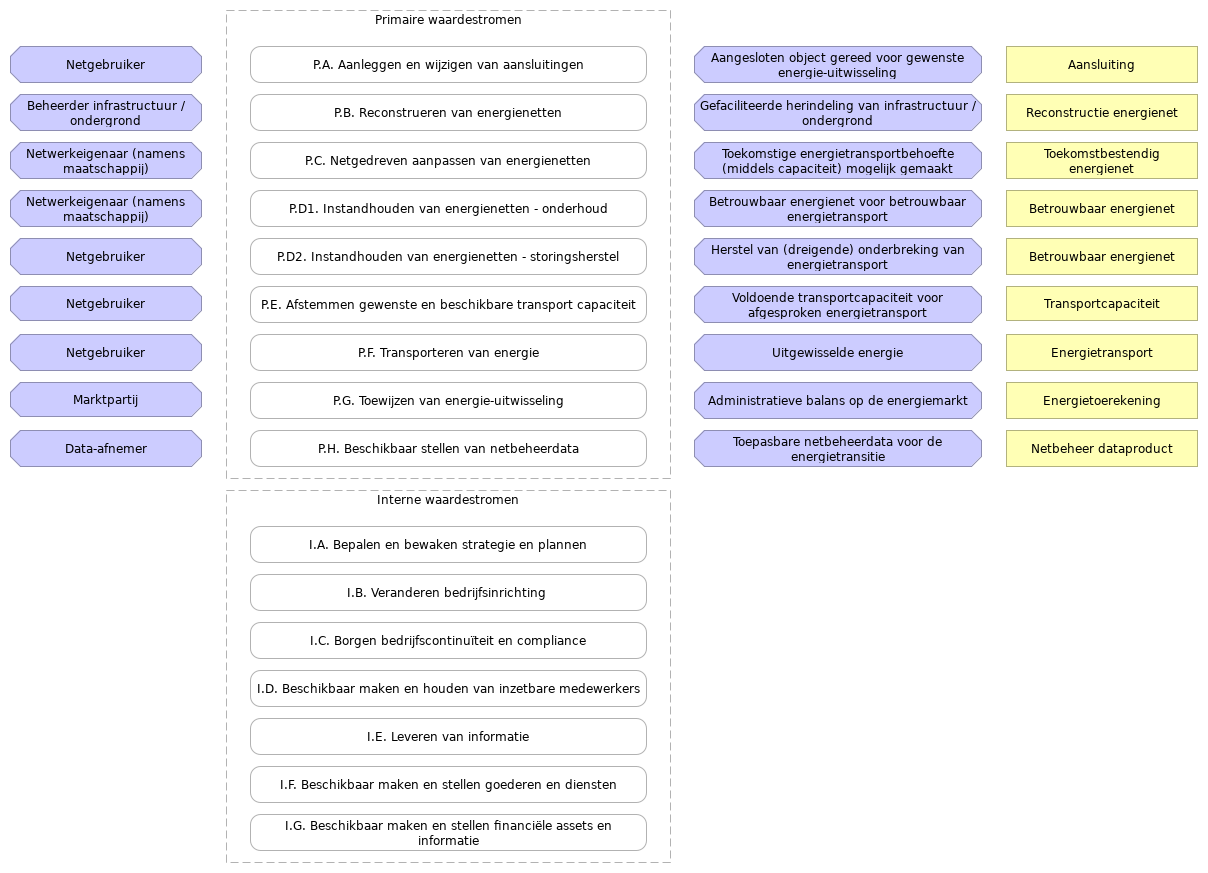 Primaire waardestromen
Netgebruiker
P.A. Aanleggen en wijzigen van aansluitingen
Aangesloten object gereed voor gewenste
energie-uitwisseling
Aansluiting
Beheerder infrastructuur /
ondergrond
P.B. Reconstrueren van energienetten
Gefaciliteerde herindeling van infrastructuur /
ondergrond
Reconstructie energienet
Netwerkeigenaar (namens
maatschappij)
P.C. Netgedreven aanpassen van energienetten
Toekomstige energietransportbehoefte
(middels capaciteit) mogelijk gemaakt
Toekomstbestendig
energienet
Netwerkeigenaar (namens
maatschappij)
P.D1. Instandhouden van energienetten - onderhoud
Betrouwbaar energienet voor betrouwbaar
energietransport
Betrouwbaar energienet
Netgebruiker
P.D2. Instandhouden van energienetten - storingsherstel
Herstel van (dreigende) onderbreking van
energietransport
Betrouwbaar energienet
Netgebruiker
P.E. Afstemmen gewenste en beschikbare transport capaciteit
Voldoende transportcapaciteit voor
afgesproken energietransport
Transportcapaciteit
Netgebruiker
P.F. Transporteren van energie
Uitgewisselde energie
Energietransport
Marktpartij
P.G. Toewijzen van energie-uitwisseling
Administratieve balans op de energiemarkt
Energietoerekening
Data-afnemer
P.H. Beschikbaar stellen van netbeheerdata
Toepasbare netbeheerdata voor de
energietransitie
Netbeheer dataproduct
Interne waardestromen
I.A. Bepalen en bewaken strategie en plannen
I.B. Veranderen bedrijfsinrichting
I.C. Borgen bedrijfscontinuïteit en compliance
I.D. Beschikbaar maken en houden van inzetbare medewerkers
I.E. Leveren van informatie
I.F. Beschikbaar maken en stellen goederen en diensten
I.G. Beschikbaar maken en stellen financiële assets en
informatie